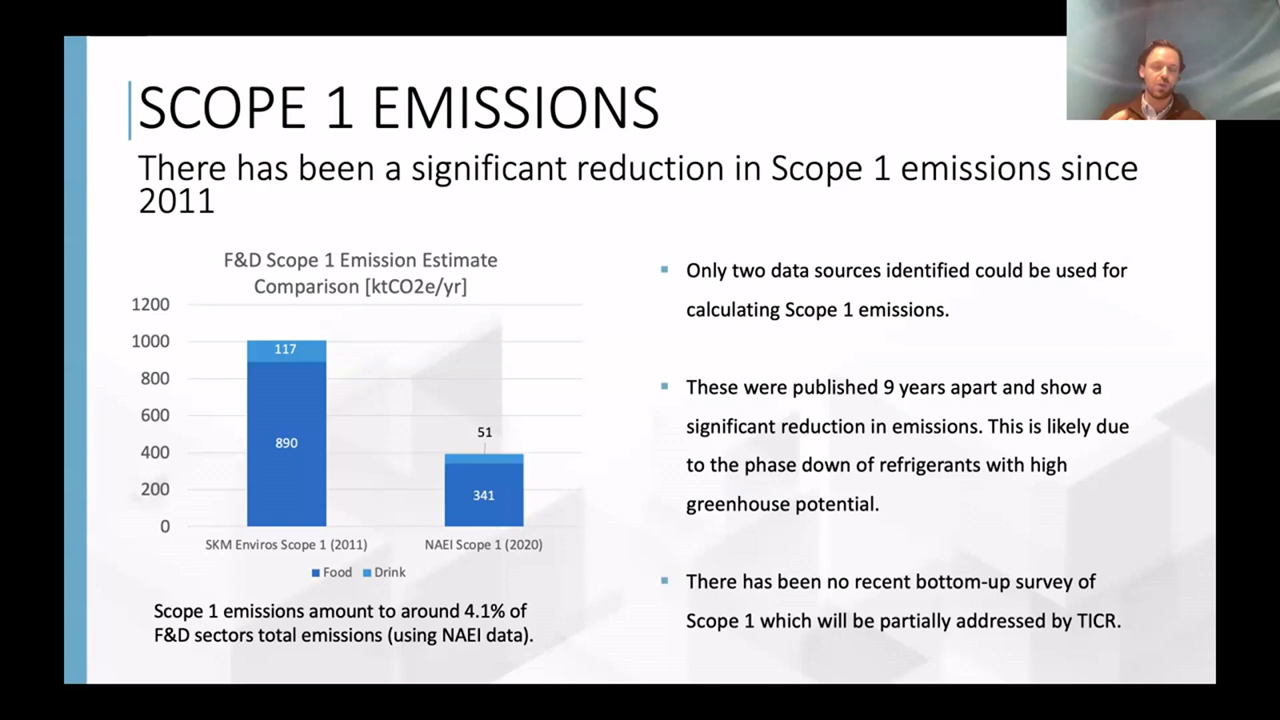 SCOPE 1 EMISSIONS
There has been a significant reduction in Scope 1 emissions since
2011
F&D Scope 1 Emission Estimate
Comparison [ktCO2e/yr]
1200
1000
800
600
400
200
0
117
890
51
341
SKM Enviros Scope 1 (2011)
NAEI Scope 1 (2020)
Food
Drink
Scope 1 emissions amount to around 4.1% of
F&D sectors total emissions (using NAEI data).
Only two data sources identified could be used for
calculating Scope 1 emissions.
These were published 9 years apart and show a
significant reduction in emissions. This is likely due
to the phase down of refrigerants with high
greenhouse potential.
There has been no recent bottom-up survey of
Scope 1 which will be partially addressed by TICR.